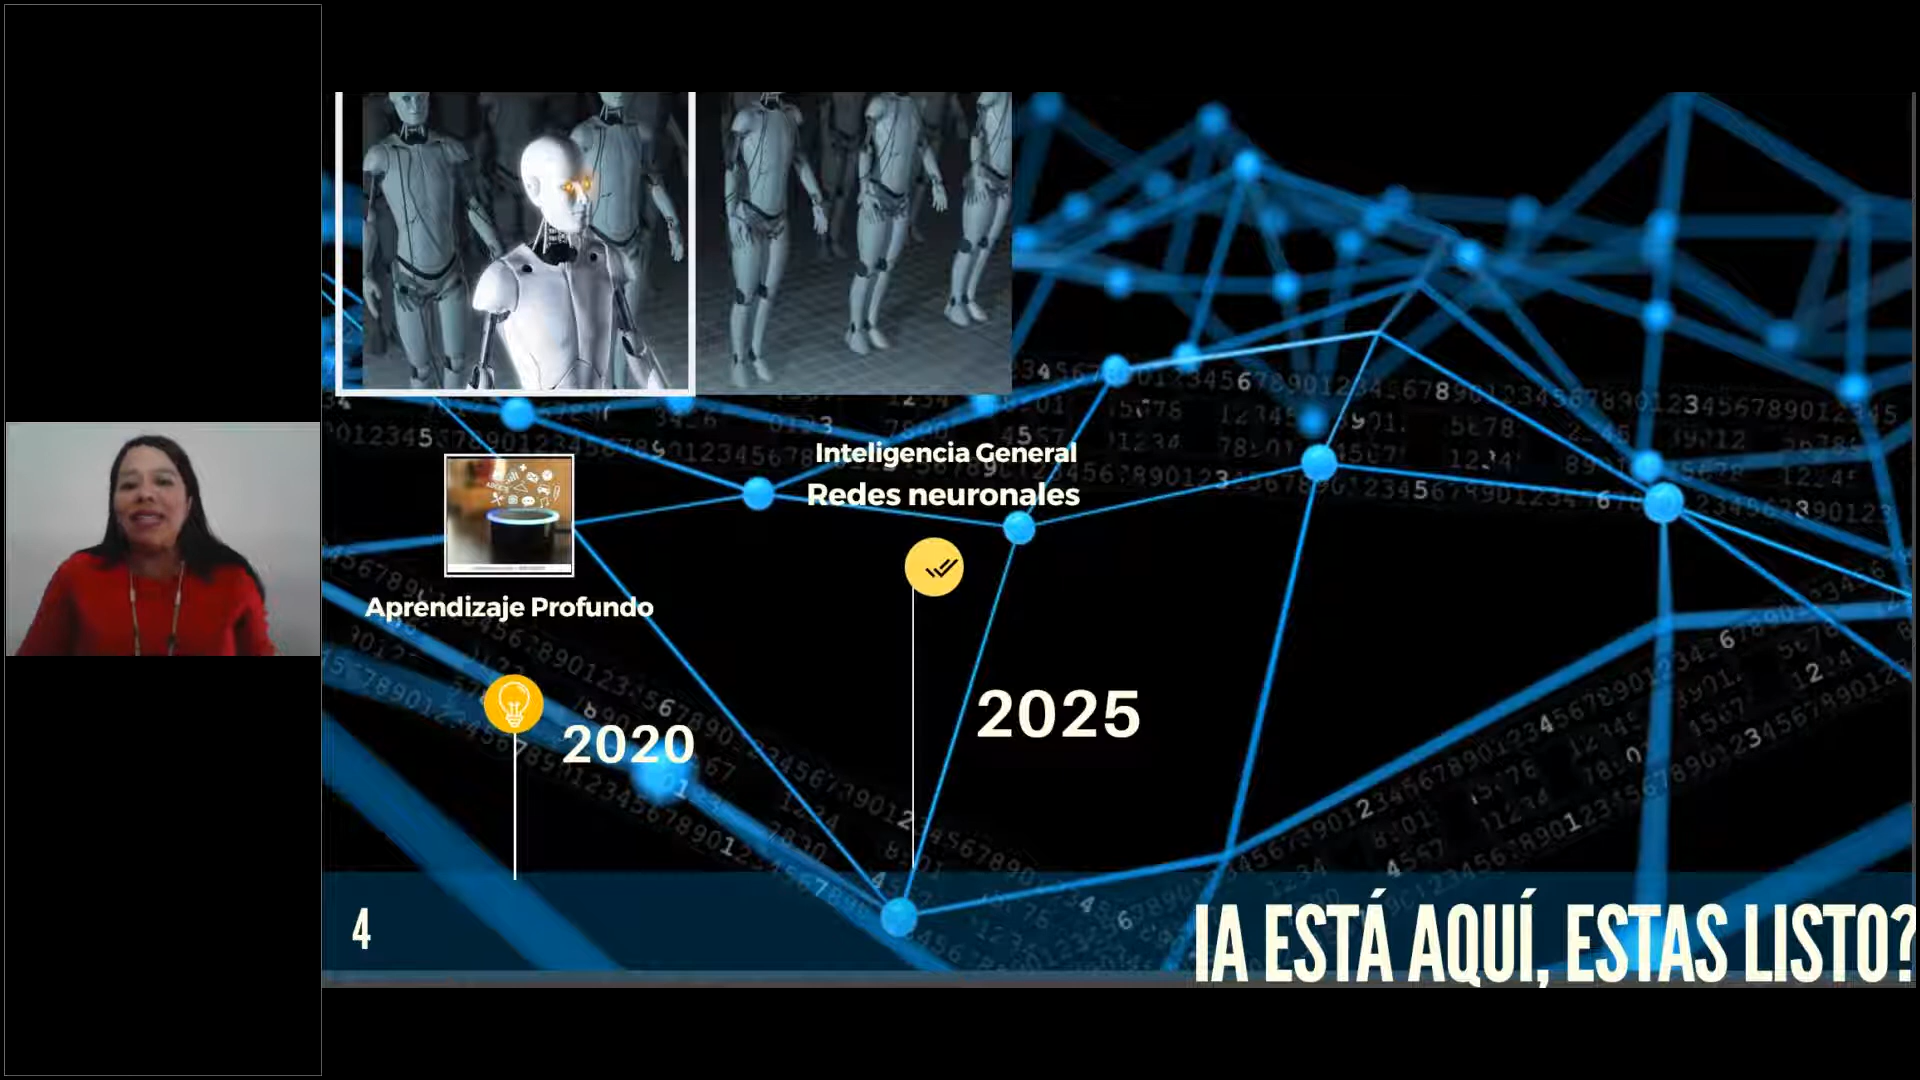 Inteligencia General
Redes neuronales
Aprendizaje Profundo
2020
2025
4
IA ESTÁ AQUÍ, ESTAS LISTO?